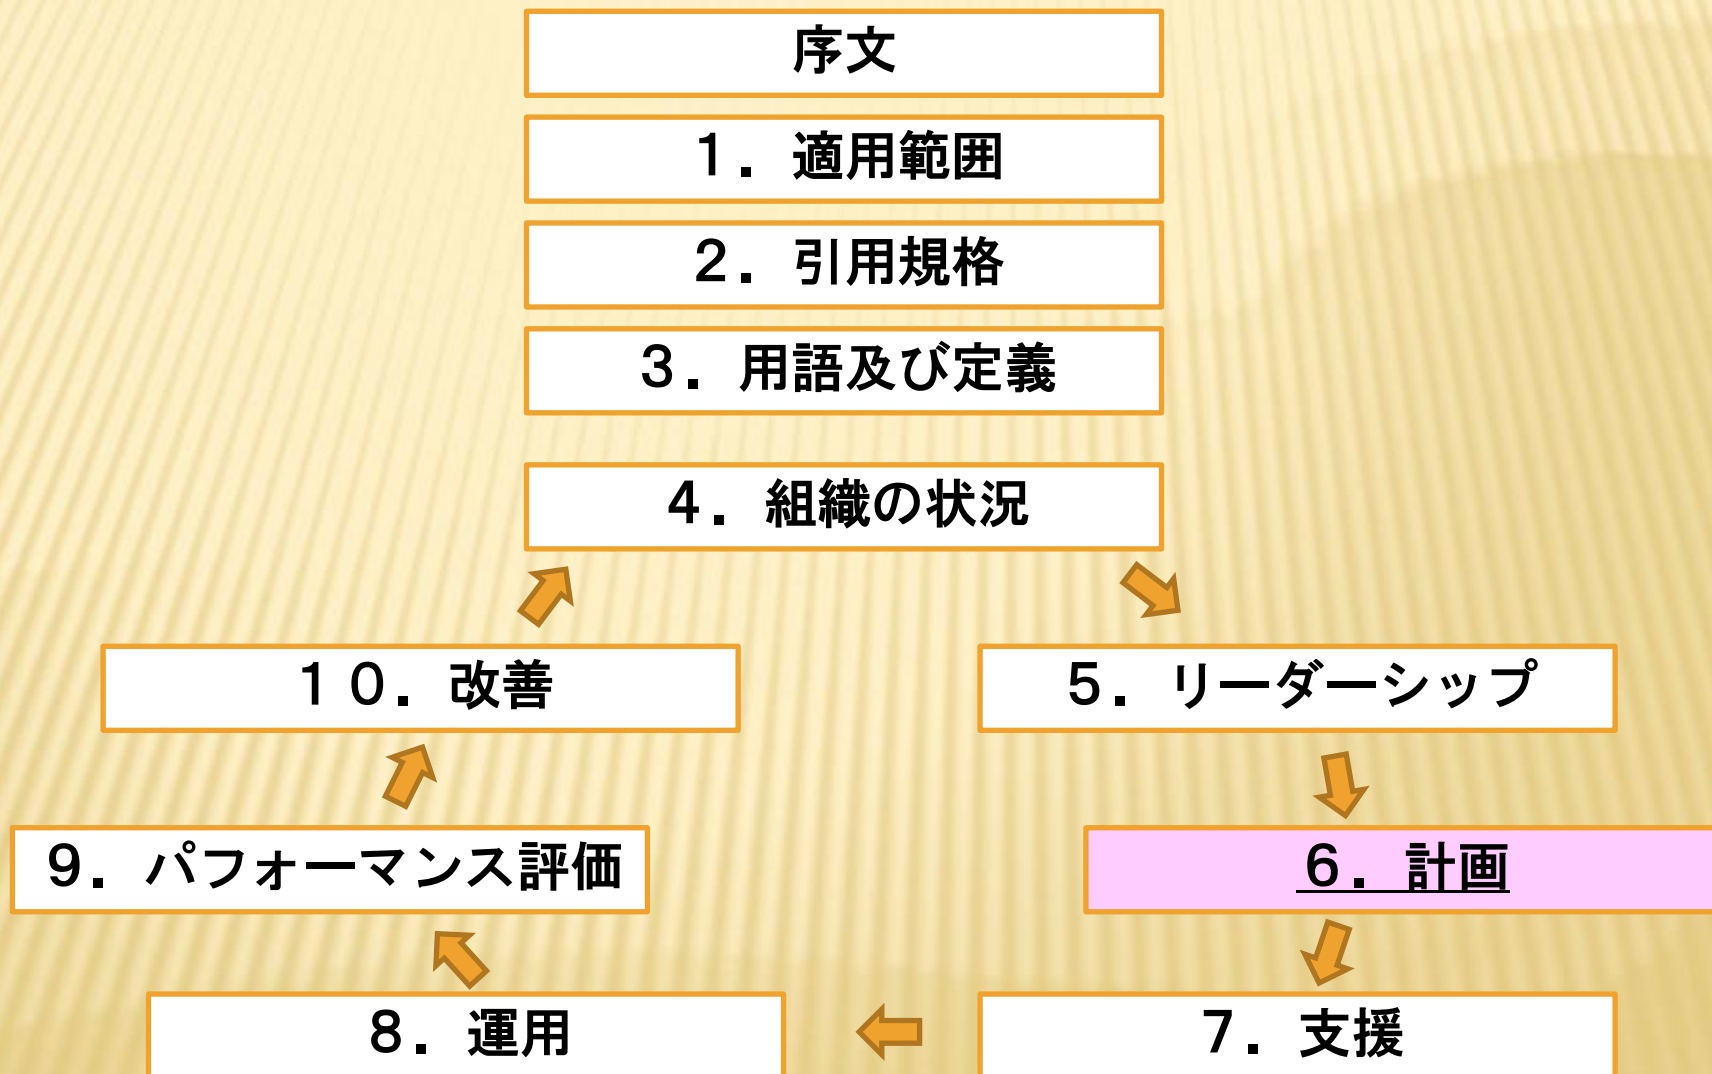 序文
１．適用範囲
２．引用規格
３．用語及び定義
４．組織の状況
５．リーダーシップ
６．計画
７．支援
８．運用
９．パフォーマンス評価
１０．改善